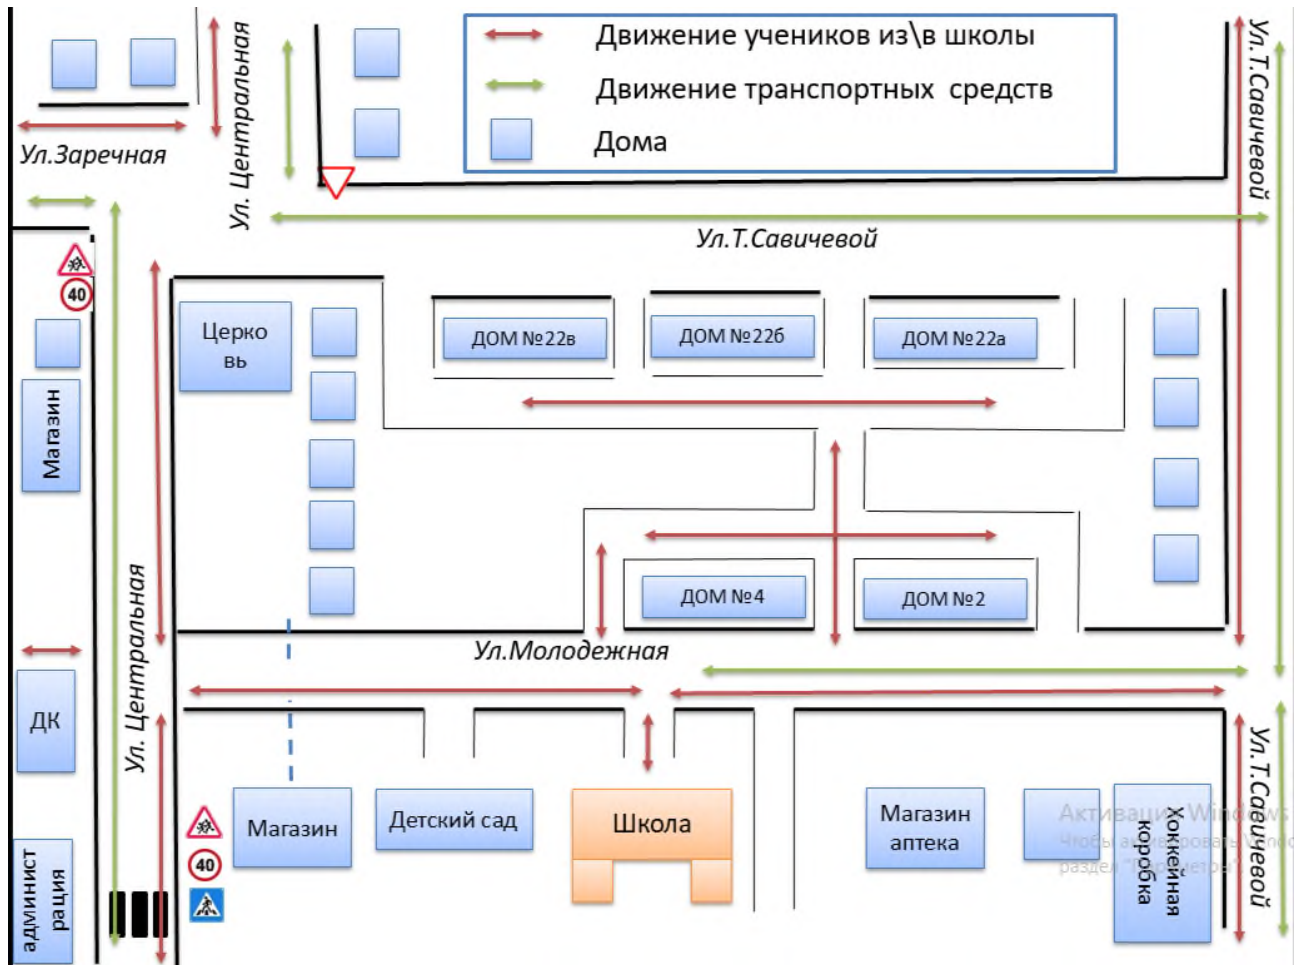 Движение учеников из\в школы
Движение транспортных средств
Дома
Ул.Заречная
Ул. Центральная
Ул.Т.Савичевой
Ул.Т.Савичевой
40
Церко
вь
ДОМ №22в
ДОМ №22б
ДОМ №22а
Магазин
ДОМ №4
ДОМ №2
Ул. Центральная
Ул.Молодежная
ДК
Ул.Т.Савичевой
Магазин
Детский сад
Школа
Магазин
аптека
Хоккейная
коробка
40
админист
рация
Активация Windows